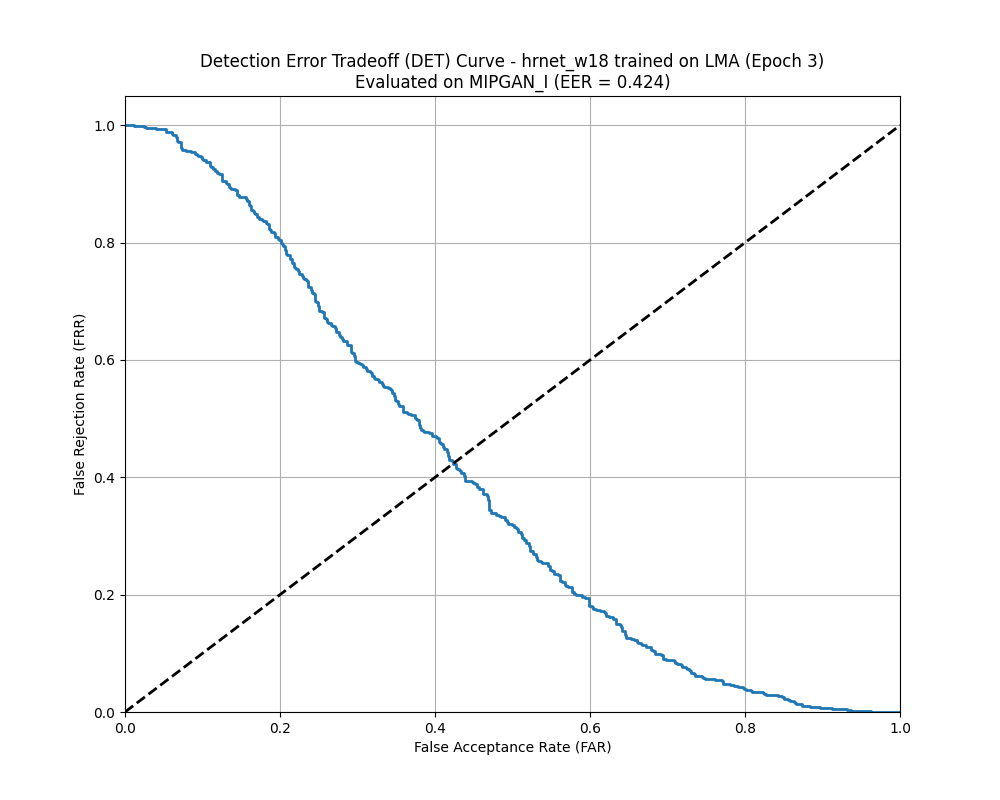 Detection Error Tradeoff (DET) Curve - hrnet_w18 trained on LMA (Epoch 3)
Evaluated on MIPGAN_I (EER = 0.424)
1.0
0.8
0.6
0.4
0.2
0.0
False Rejection Rate (FRR)
0.0 0.2 0.4 0.6 0.8 1.0
False Acceptance Rate (FAR)